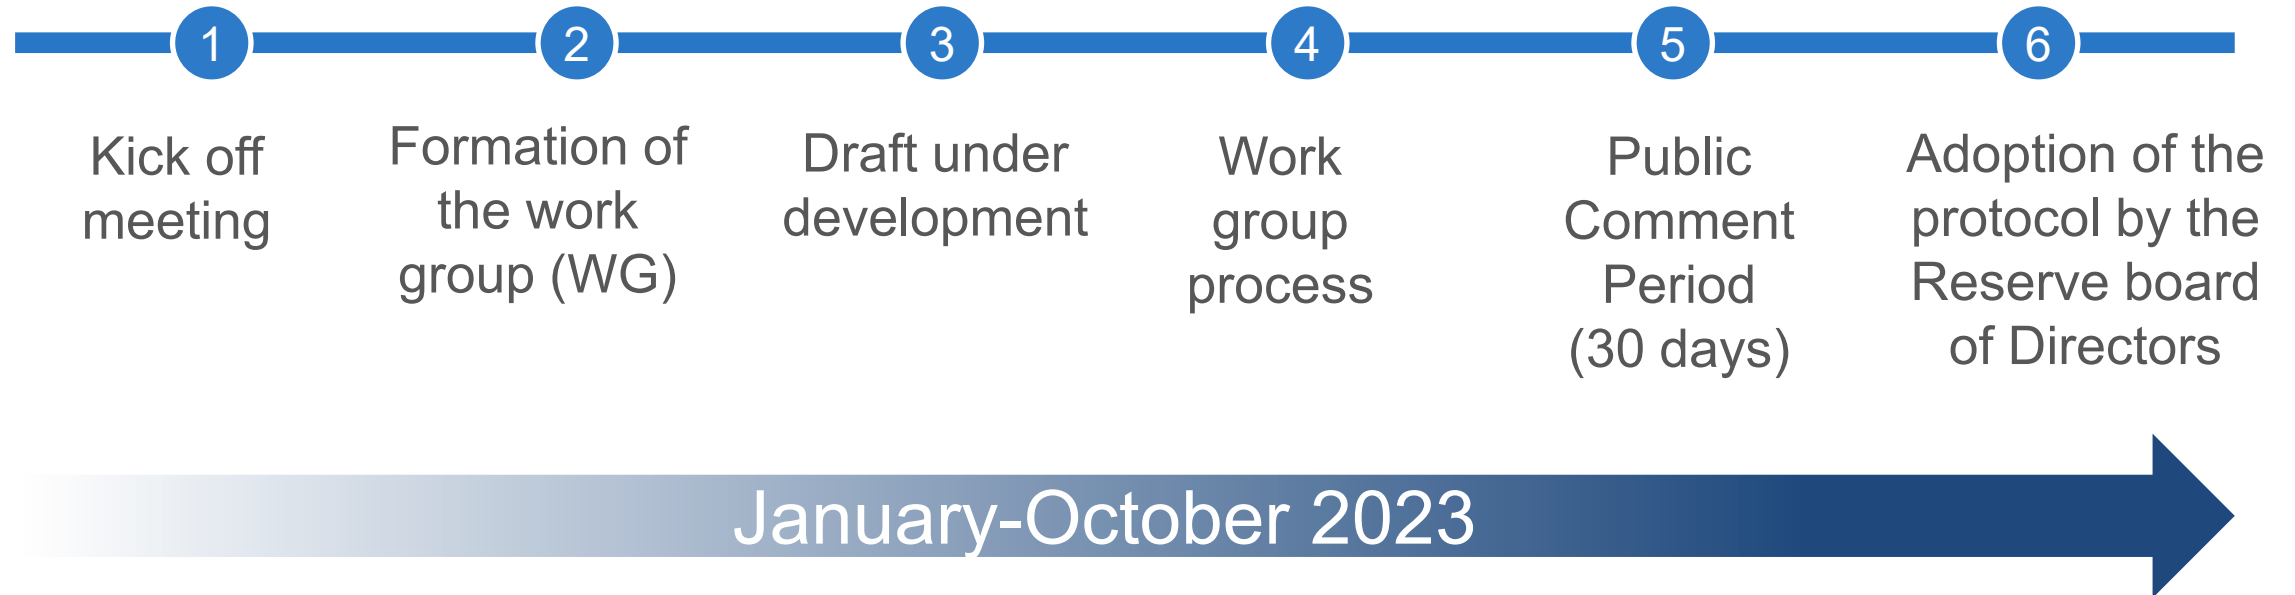 1
Kick off
meeting
2
Formation of
the work
group (WG)
3
Draft under
development
4
Work
group
process
5
Public
Comment
Period
(30 days)
6
Adoption of the
protocol by the
Reserve board
of Directors
January-October 2023